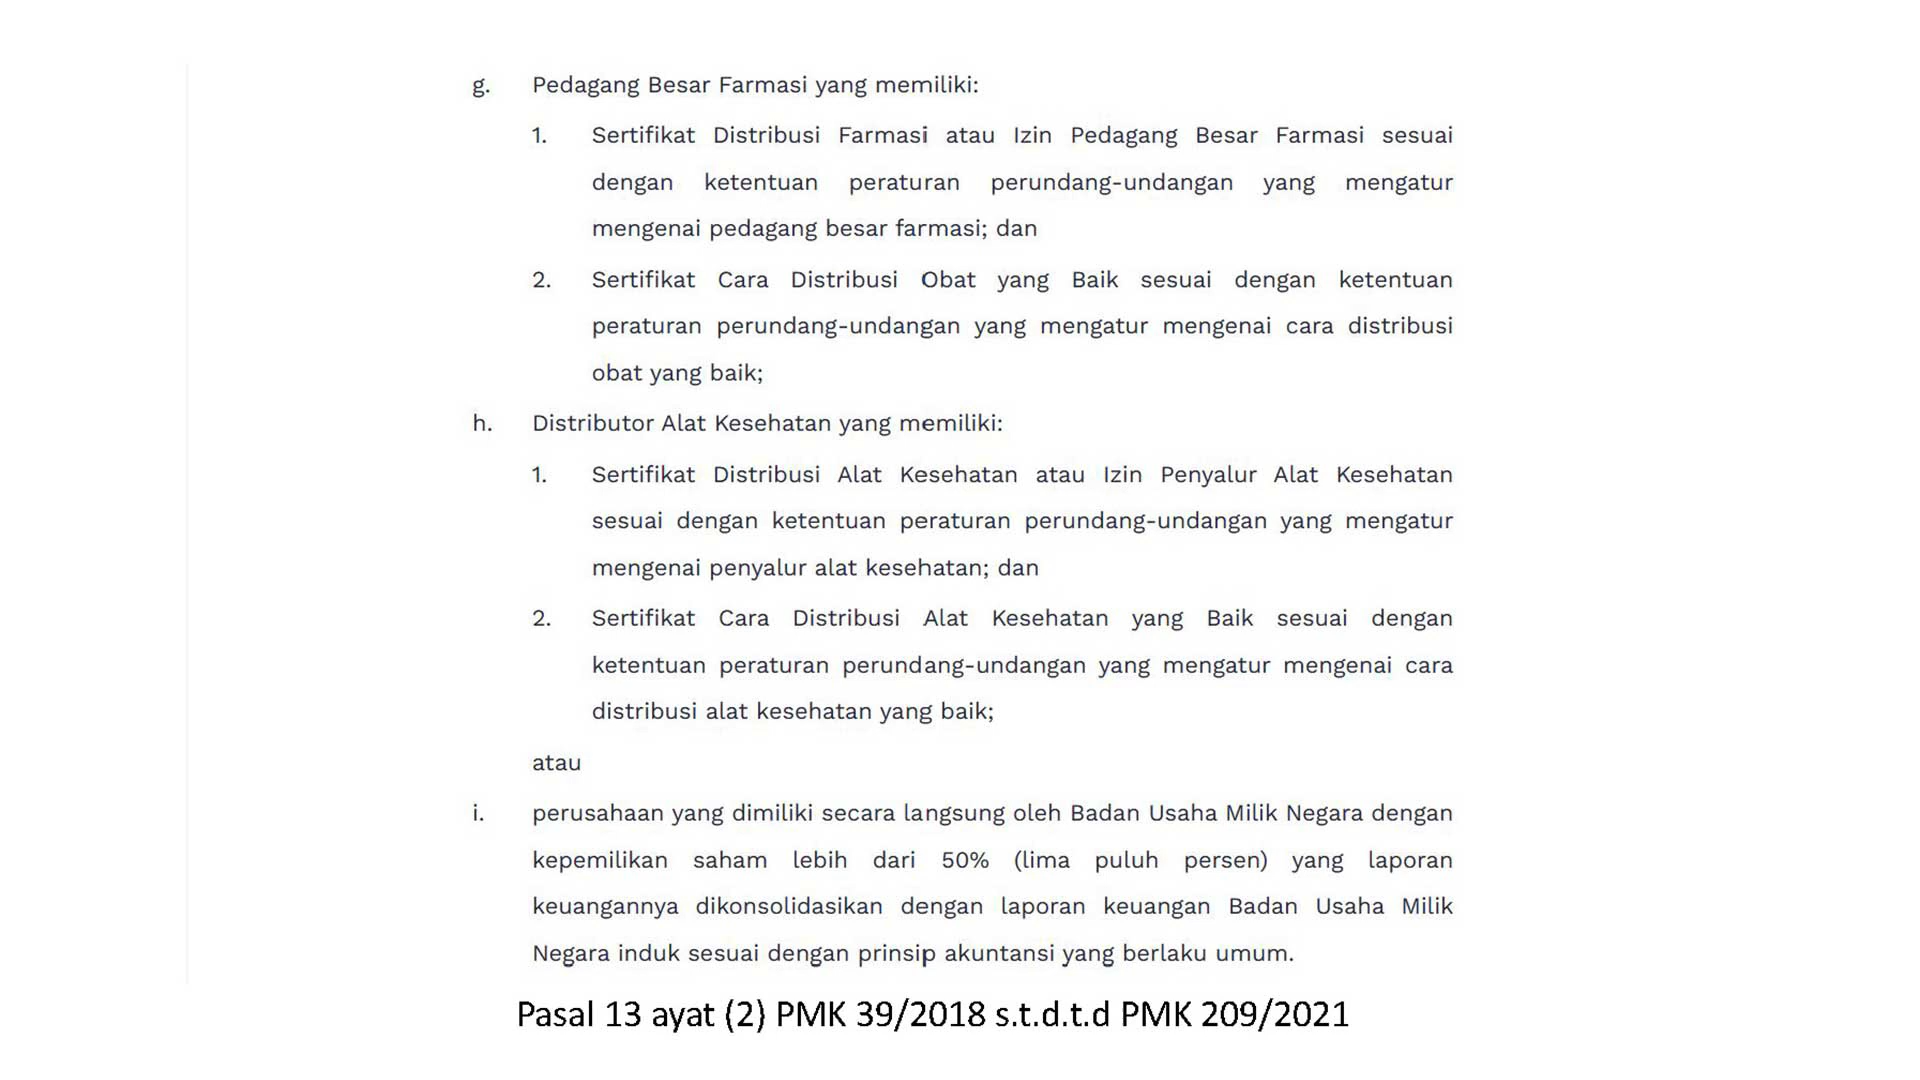 g. Pedagang Besar Farmasi yang memiliki:
1. Sertifikat Distribusi Farmasi atau Izin Pedagang Besar Farmasi sesuai
dengan ketentuan peraturan perundang-undangan yang mengatur
mengenai pedagang besar farmasi; dan
2. Sertifikat Cara Distribusi Obat yang Baik sesuai dengan ketentuan
peraturan perundang-undangan yang mengatur mengenai cara distribusi
obat yang baik;
h. Distributor Alat Kesehatan yang memiliki:
1. Sertifikat Distribusi Alat Kesehatan atau Izin Penyalur Alat Kesehatan
sesuai dengan ketentuan peraturan perundang-undangan yang mengatur
mengenai penyalur alat kesehatan; dan
2. Sertifikat Cara Distribusi Alat Kesehatan yang Baik sesuai dengan
ketentuan peraturan perundang-undangan yang mengatur mengenai cara
distribusi alat kesehatan yang baik;
atau
i. perusahaan yang dimiliki secara langsung oleh Badan Usaha Milik Negara dengan
kepemilikan saham lebih dari 50% (lima puluh persen) yang laporan
keuangannya dikonsolidasikan dengan laporan keuangan Badan Usaha Milik
Negara induk sesuai dengan prinsip akuntansi yang berlaku umum.
Pasal 13 ayat (2) PMK 39/2018 s.t.d.t.d PMK 209/2021